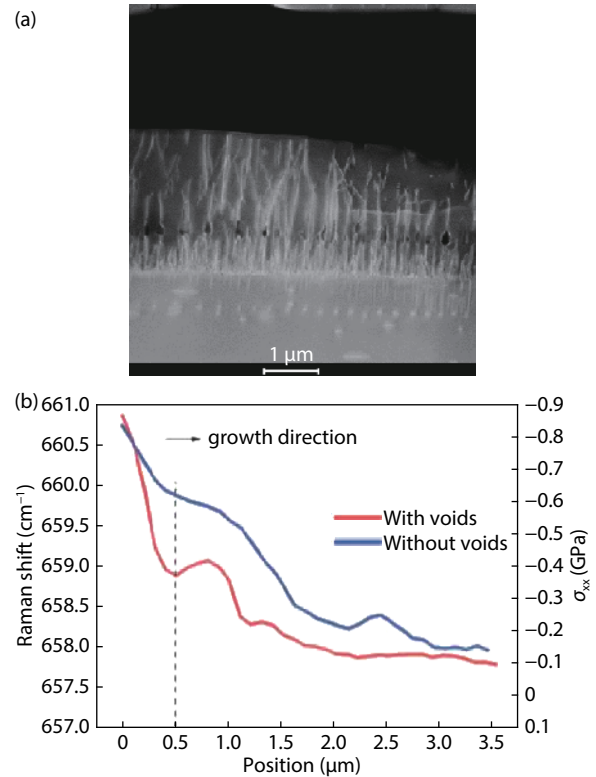 (a)
1 μm
(b)
661.0
660.5
660.0
659.5
659.0
658.5
658.0
657.5
657.0
Raman shift (cm⁻¹)
growth direction
With voids
Without voids
−0.9
−0.8
−0.7
−0.6
−0.5
−0.4
−0.3
−0.2
−0.1
0
0.1
σxx (GPa)
0 0.5 1.0 1.5 2.0 2.5 3.0 3.5
Position (μm)